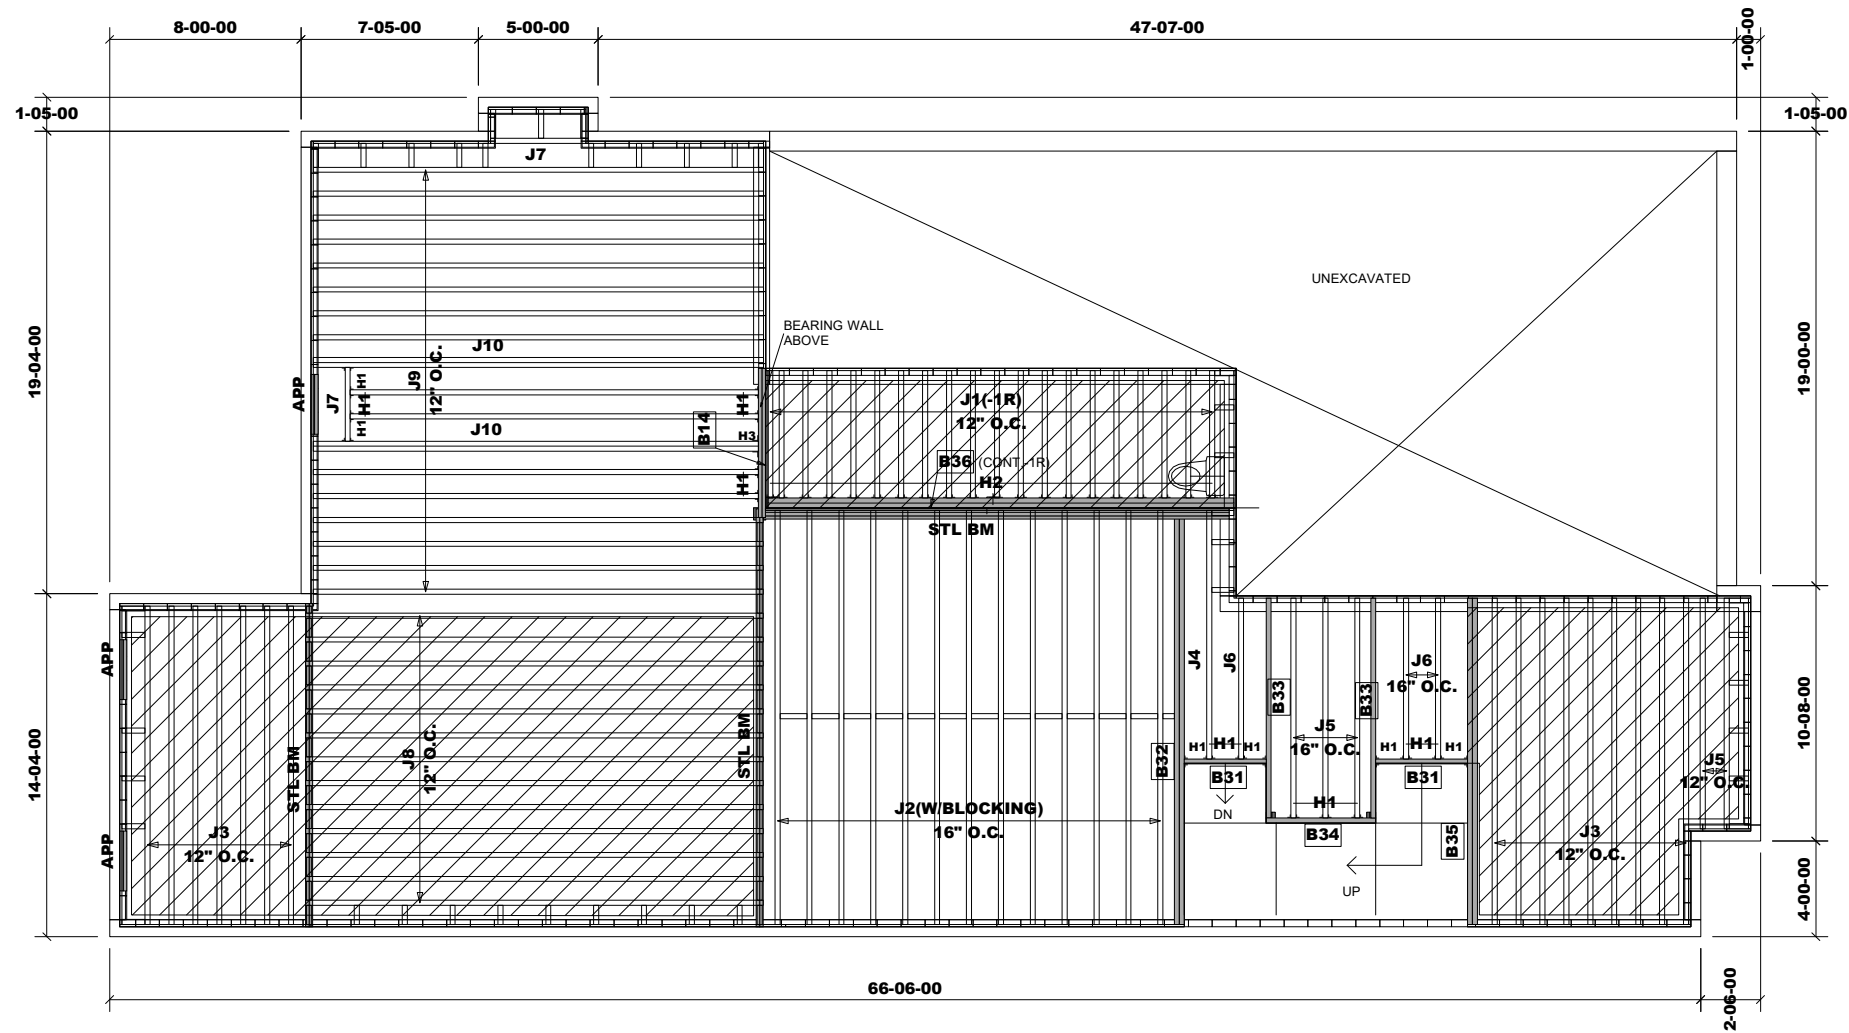 8-00-00
7-05-00
5-00-00
47-07-00
1-00-00
1-05-00
1-05-00
J7
UNEXCAVATED
BEARING WALL
ABOVE
19-04-00
19-00-00
J10
J9
12" O.C.
APP
J7
H1
H1
H1
H1
J1(-1R)
12" O.C.
B14
J10
H3
B36 (CONT.-1R)
H1
H2
STL BM
APP
J4
J6
J6
16" O.C.
B33
B33
14-04-00
10-08-00
J8
12" O.C.
STL BM
STL BM
B32
J5
16" O.C.
H1
H1
H1
H1
H1
H1
B31
B31
J5
12" O.C.
DN
J2(W/BLOCKING)
16" O.C.
H1
B34
B35
J3
12" O.C.
J3
12" O.C.
APP
UP
4-00-00
66-06-00
2-06-00